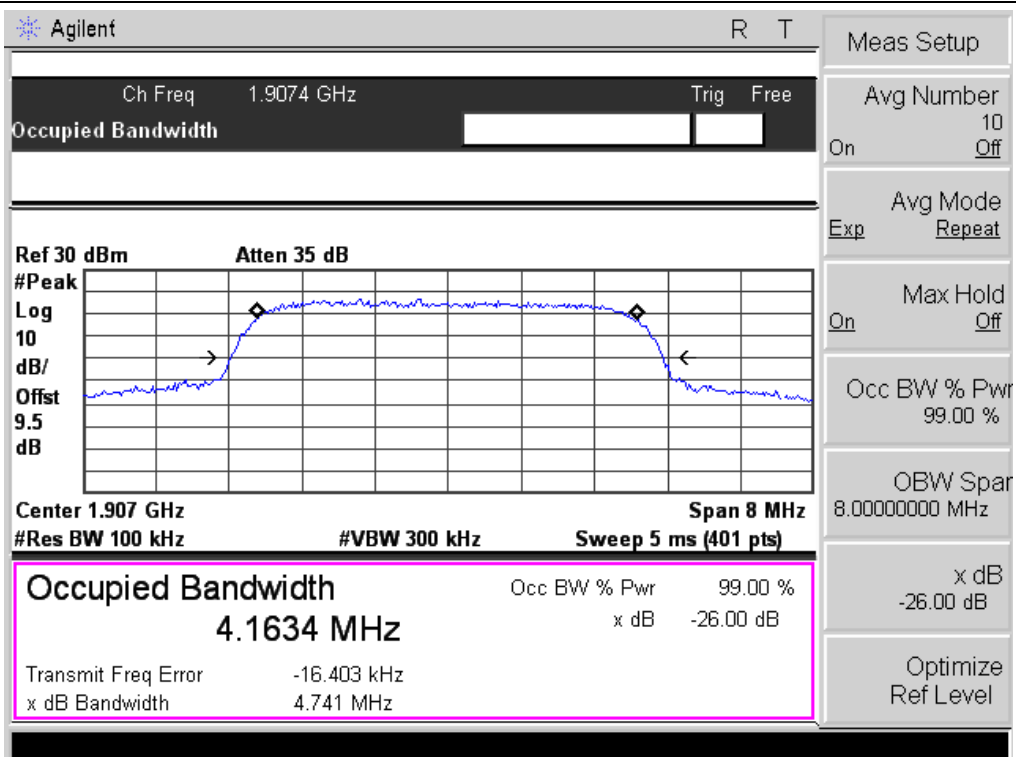 Agilent R T
Ch Freq 1.9074 GHz Trig Free
Occupied Bandwidth
Ref 30 dBm Atten 35 dB
#Peak
Log
10
dB/
Offst
9.5
dB
Center 1.907 GHz Span 8 MHz
#Res BW 100 kHz #VBW 300 kHz Sweep 5 ms (401 pts)
Occupied Bandwidth Occ BW % Pwr 99.00 %
4.1634 MHz x dB -26.00 dB
Transmit Freq Error -16.403 kHz
x dB Bandwidth 4.741 MHz
Meas Setup
Avg Number
10
On Off
Avg Mode
Exp Repeat
Max Hold
On Off
Occ BW % Pwr
99.00 %
OBW Span
8.00000000 MHz
x dB
-26.00 dB
Optimize
Ref Level